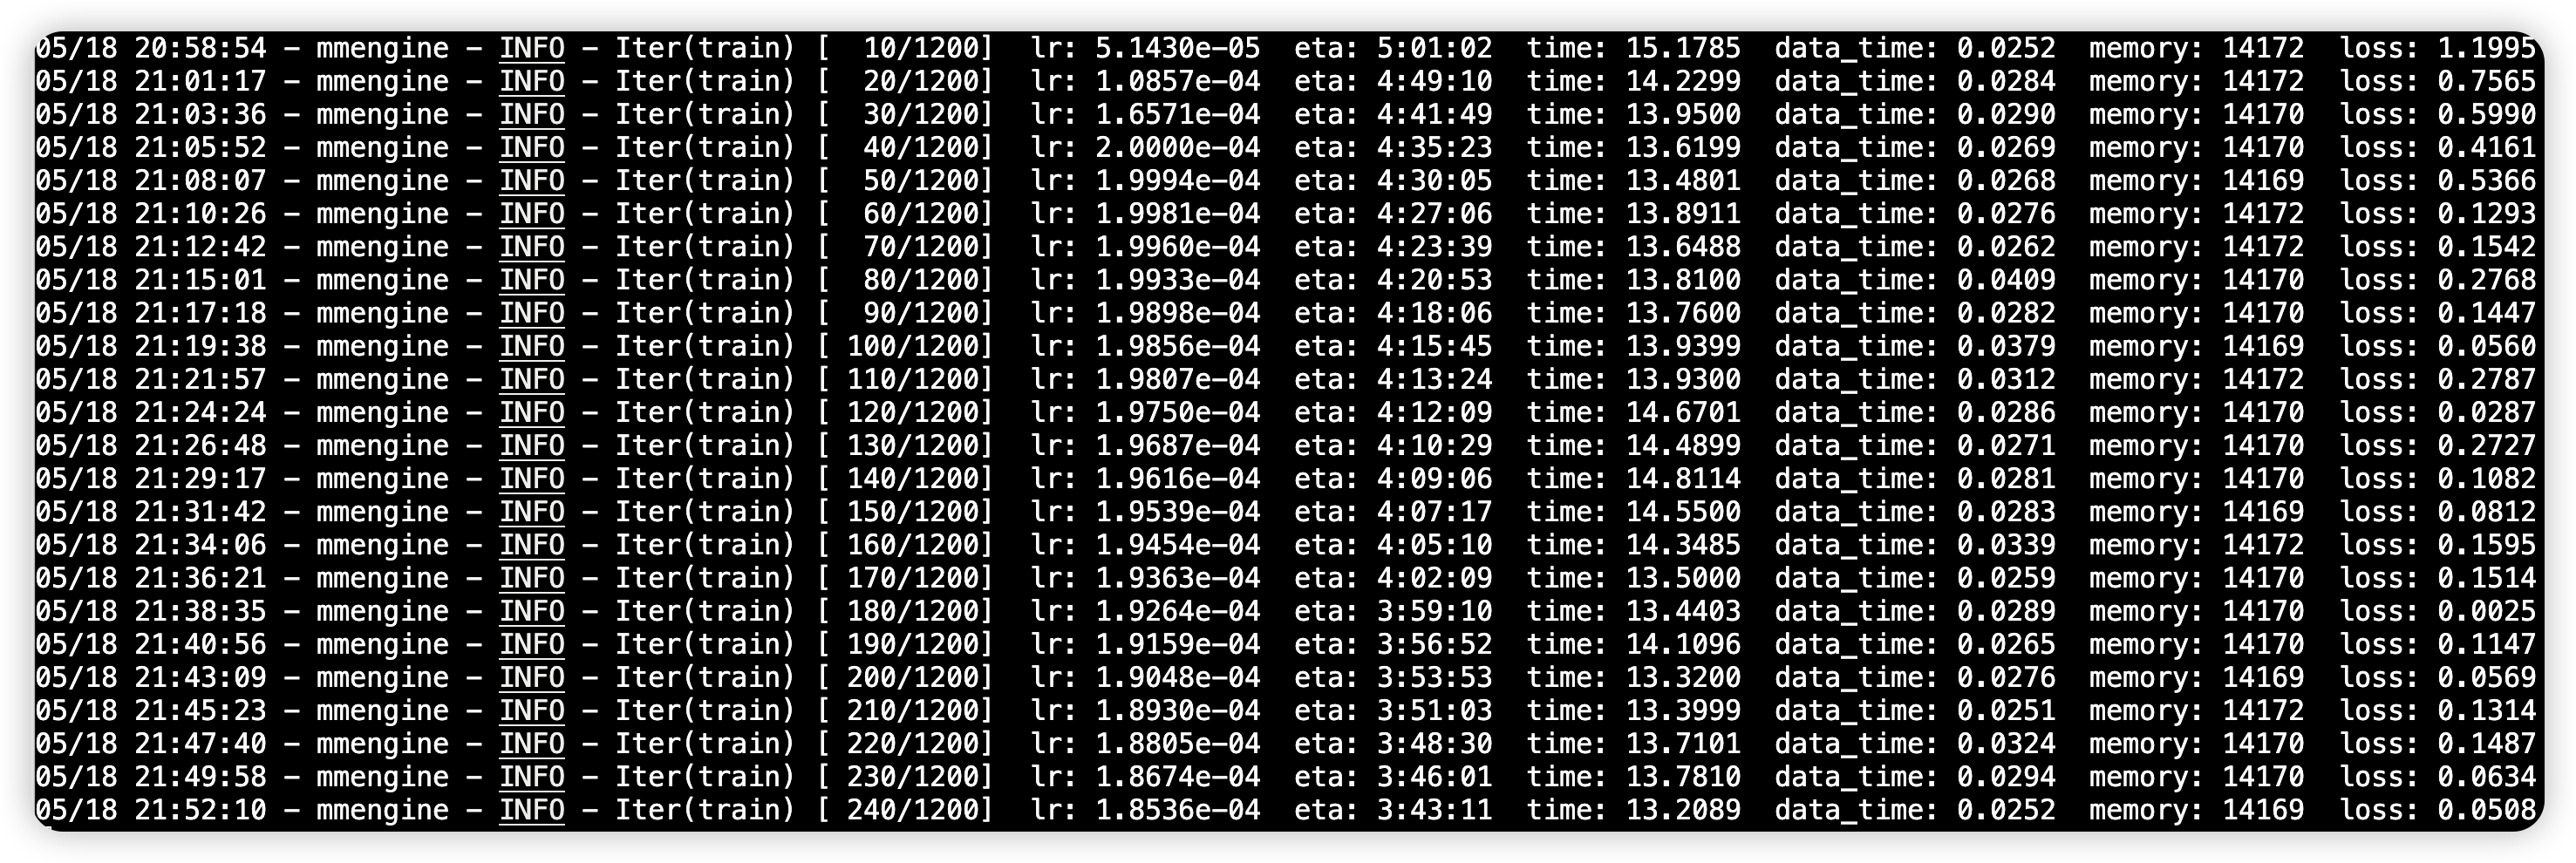 05/18 20:58:54 - mmengine - INFO - Iter(train) [  10/1200]  lr: 5.1430e-05  eta: 5:01:02  time: 15.1785  data_time: 0.0252  memory: 14172  loss: 1.1995
05/18 21:01:17 - mmengine - INFO - Iter(train) [  20/1200]  lr: 1.0857e-04  eta: 4:49:10  time: 14.2299  data_time: 0.0284  memory: 14172  loss: 0.7565
05/18 21:03:36 - mmengine - INFO - Iter(train) [  30/1200]  lr: 1.6571e-04  eta: 4:41:49  time: 13.9500  data_time: 0.0290  memory: 14170  loss: 0.5990
05/18 21:05:52 - mmengine - INFO - Iter(train) [  40/1200]  lr: 2.0000e-04  eta: 4:35:23  time: 13.6199  data_time: 0.0269  memory: 14170  loss: 0.4161
05/18 21:08:07 - mmengine - INFO - Iter(train) [  50/1200]  lr: 1.9994e-04  eta: 4:30:05  time: 13.4801  data_time: 0.0268  memory: 14169  loss: 0.5366
05/18 21:10:26 - mmengine - INFO - Iter(train) [  60/1200]  lr: 1.9981e-04  eta: 4:27:06  time: 13.8911  data_time: 0.0276  memory: 14172  loss: 0.1293
05/18 21:12:42 - mmengine - INFO - Iter(train) [  70/1200]  lr: 1.9960e-04  eta: 4:23:39  time: 13.6488  data_time: 0.0262  memory: 14172  loss: 0.1542
05/18 21:15:01 - mmengine - INFO - Iter(train) [  80/1200]  lr: 1.9933e-04  eta: 4:20:53  time: 13.8100  data_time: 0.0409  memory: 14170  loss: 0.2768
05/18 21:17:18 - mmengine - INFO - Iter(train) [  90/1200]  lr: 1.9898e-04  eta: 4:18:06  time: 13.7600  data_time: 0.0282  memory: 14170  loss: 0.1447
05/18 21:19:38 - mmengine - INFO - Iter(train) [ 100/1200]  lr: 1.9856e-04  eta: 4:15:45  time: 13.9399  data_time: 0.0379  memory: 14169  loss: 0.0560
05/18 21:21:57 - mmengine - INFO - Iter(train) [ 110/1200]  lr: 1.9807e-04  eta: 4:13:24  time: 13.9300  data_time: 0.0312  memory: 14172  loss: 0.2787
05/18 21:24:24 - mmengine - INFO - Iter(train) [ 120/1200]  lr: 1.9750e-04  eta: 4:12:09  time: 14.6701  data_time: 0.0286  memory: 14170  loss: 0.0287
05/18 21:26:48 - mmengine - INFO - Iter(train) [ 130/1200]  lr: 1.9687e-04  eta: 4:10:29  time: 14.4899  data_time: 0.0271  memory: 14170  loss: 0.2727
05/18 21:29:17 - mmengine - INFO - Iter(train) [ 140/1200]  lr: 1.9616e-04  eta: 4:09:06  time: 14.8114  data_time: 0.0281  memory: 14170  loss: 0.1082
05/18 21:31:42 - mmengine - INFO - Iter(train) [ 150/1200]  lr: 1.9539e-04  eta: 4:07:17  time: 14.5500  data_time: 0.0283  memory: 14169  loss: 0.0812
05/18 21:34:06 - mmengine - INFO - Iter(train) [ 160/1200]  lr: 1.9454e-04  eta: 4:05:10  time: 14.3485  data_time: 0.0339  memory: 14172  loss: 0.1595
05/18 21:36:21 - mmengine - INFO - Iter(train) [ 170/1200]  lr: 1.9363e-04  eta: 4:02:09  time: 13.5000  data_time: 0.0259  memory: 14170  loss: 0.1514
05/18 21:38:35 - mmengine - INFO - Iter(train) [ 180/1200]  lr: 1.9264e-04  eta: 3:59:10  time: 13.4403  data_time: 0.0289  memory: 14170  loss: 0.0025
05/18 21:40:56 - mmengine - INFO - Iter(train) [ 190/1200]  lr: 1.9159e-04  eta: 3:56:52  time: 14.1096  data_time: 0.0265  memory: 14170  loss: 0.1147
05/18 21:43:09 - mmengine - INFO - Iter(train) [ 200/1200]  lr: 1.9048e-04  eta: 3:53:53  time: 13.3200  data_time: 0.0276  memory: 14169  loss: 0.0569
05/18 21:45:23 - mmengine - INFO - Iter(train) [ 210/1200]  lr: 1.8930e-04  eta: 3:51:03  time: 13.3999  data_time: 0.0251  memory: 14172  loss: 0.1314
05/18 21:47:40 - mmengine - INFO - Iter(train) [ 220/1200]  lr: 1.8805e-04  eta: 3:48:30  time: 13.7101  data_time: 0.0324  memory: 14170  loss: 0.1487
05/18 21:49:58 - mmengine - INFO - Iter(train) [ 230/1200]  lr: 1.8674e-04  eta: 3:46:01  time: 13.7810  data_time: 0.0294  memory: 14170  loss: 0.0634
05/18 21:52:10 - mmengine - INFO - Iter(train) [ 240/1200]  lr: 1.8536e-04  eta: 3:43:11  time: 13.2089  data_time: 0.0252  memory: 14169  loss: 0.0508